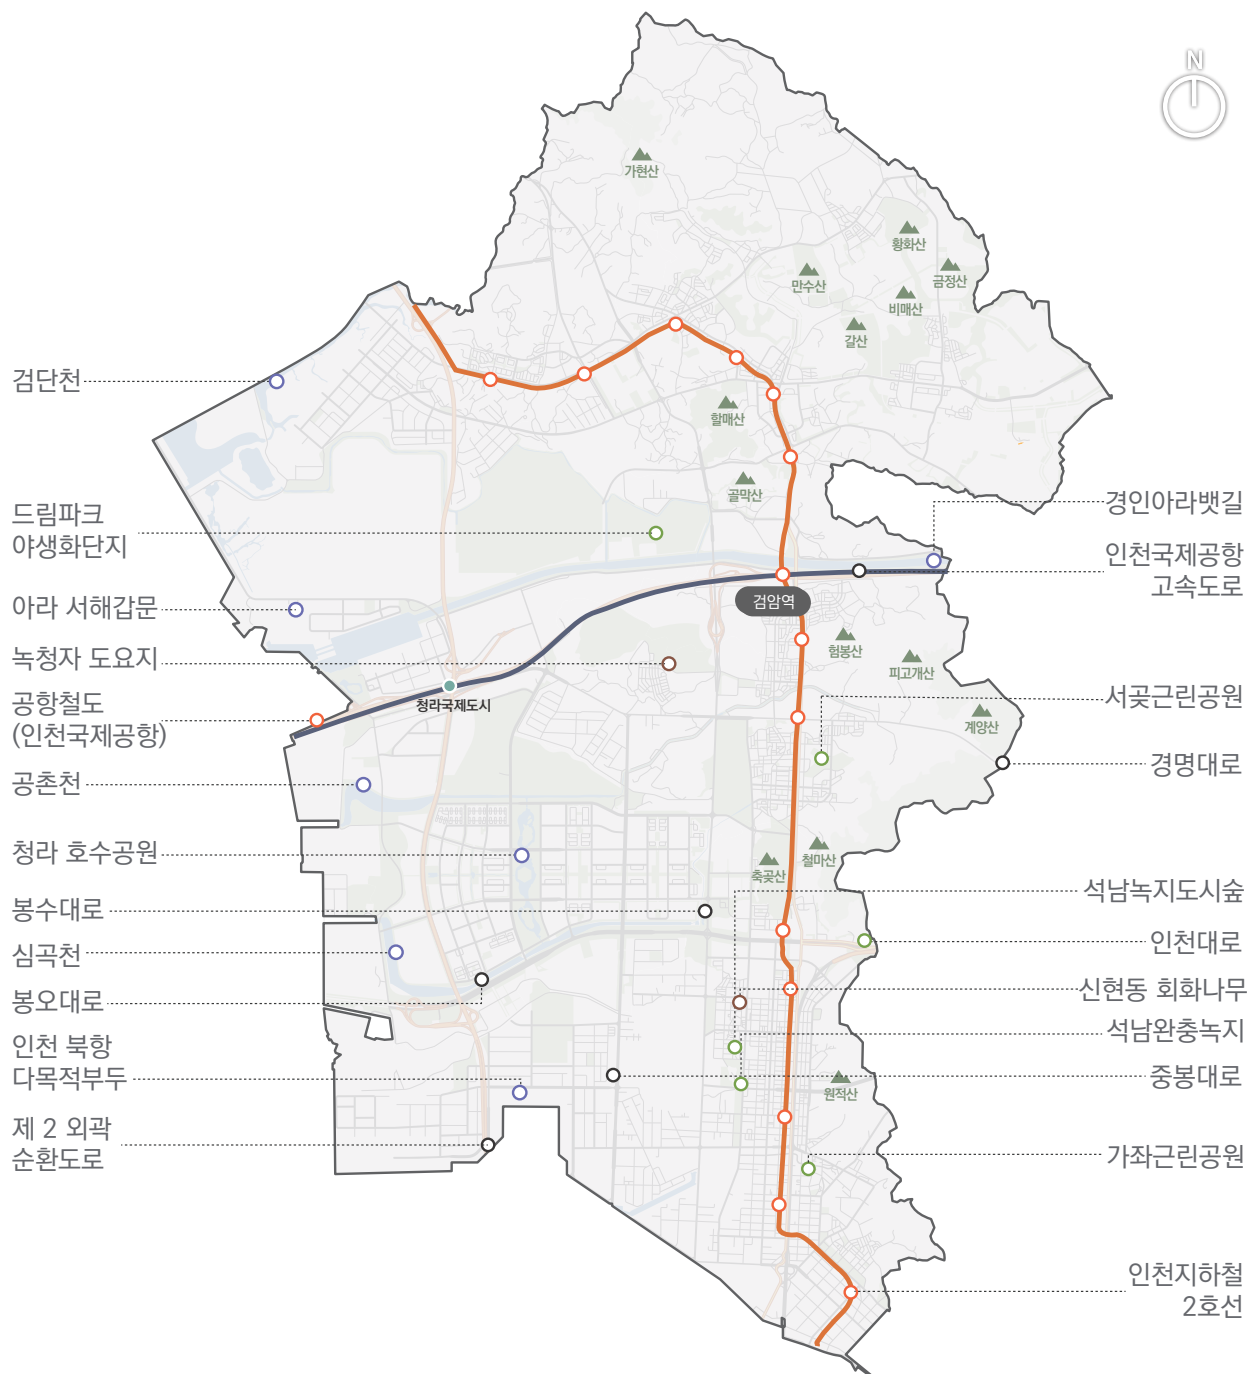 N
가현산
황화산
금정산
만수산
비매산
갈산
할매산
골막산
검단천
드림파크
야생화단지
아라 서해갑문
녹청자 도요지
공항철도
(인천국제공항)
공촌천
청라 호수공원
봉수대로
심곡천
봉오대로
인천 북항
다목적부두
제 2 외곽
순환도로
검암역
청라국제도시
험봉산
피고개산
계양산
철마산
축곶산
원적산
경인아라뱃길
인천국제공항
고속도로
서곶근린공원
경명대로
석남녹지도시숲
인천대로
신현동 회화나무
석남완충녹지
중봉대로
가좌근린공원
인천지하철
2호선